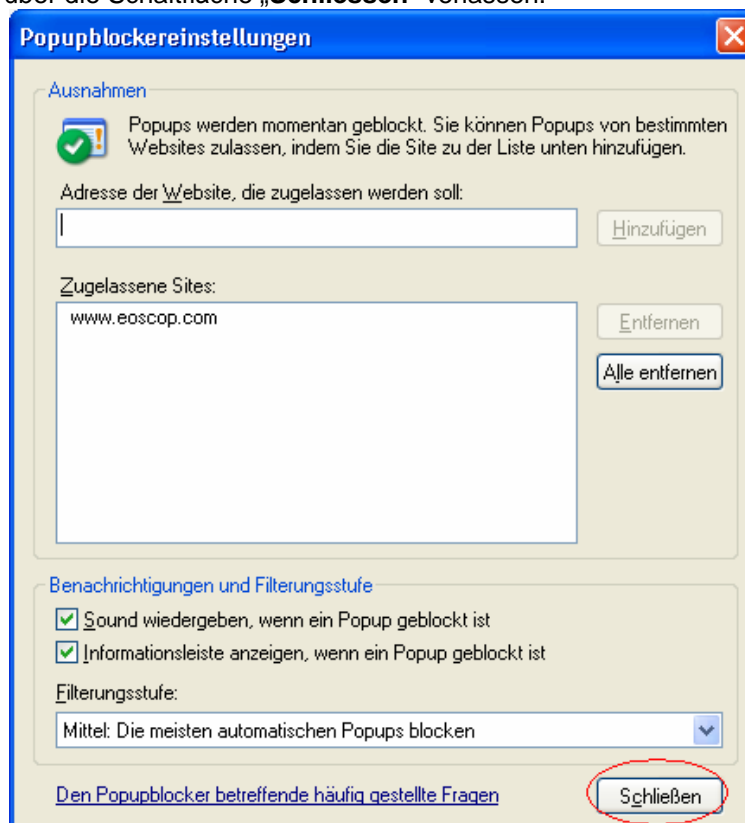 über die Schaltfläche „Schliessen“ verlassen.
Popupblockereinstellungen
Ausnahmen
Popups werden momentan geblockt. Sie können Popups von bestimmten
Websites zulassen, indem Sie die Site zu der Liste unten hinzufügen.
Adresse der Website, die zugelassen werden soll:
Hinzufügen
Zugelassene Sites:
www.eoscop.com
Entfernen
Alle entfernen
Benachrichtigungen und Filterungsstufe
Sound wiedergeben, wenn ein Popup geblockt ist
Informationsleiste anzeigen, wenn ein Popup geblockt ist
Filterungsstufe:
Mittel: Die meisten automatischen Popups blocken
Den Popupblocker betreffende häufig gestellte Fragen
Schließen